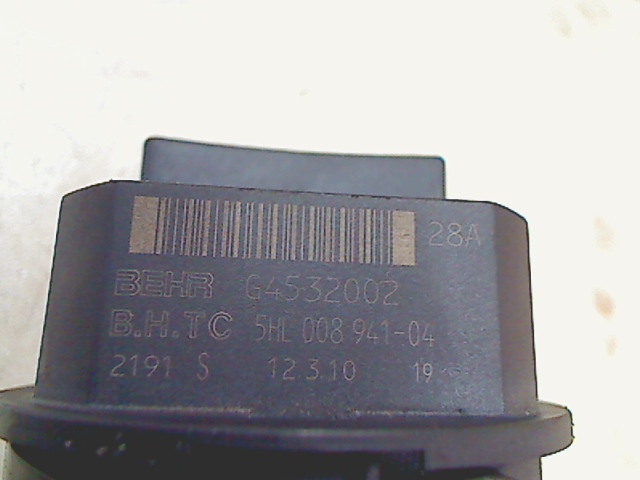 28A
BEHR G4532002
B.H.TC 5HL 008 941-04
2191 S 12.3.10 19